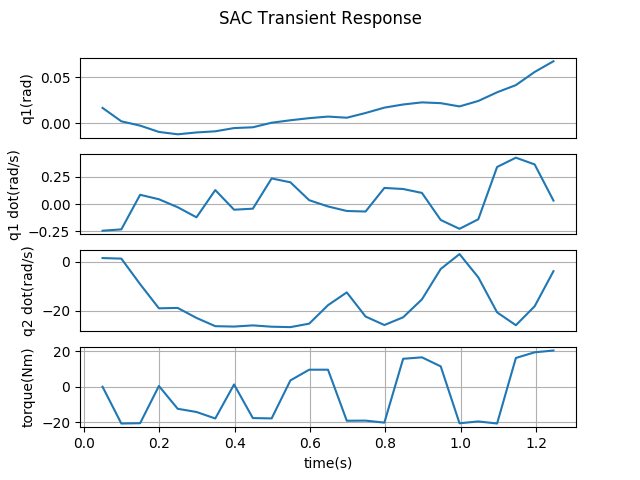 SAC Transient Response
q1(rad)
0.05
0.00
q1 dot(rad/s)
0.25
0.00
−0.25
q2 dot(rad/s)
0
−20
torque(Nm)
20
0
−20
0.0 0.2 0.4 0.6 0.8 1.0 1.2
time(s)